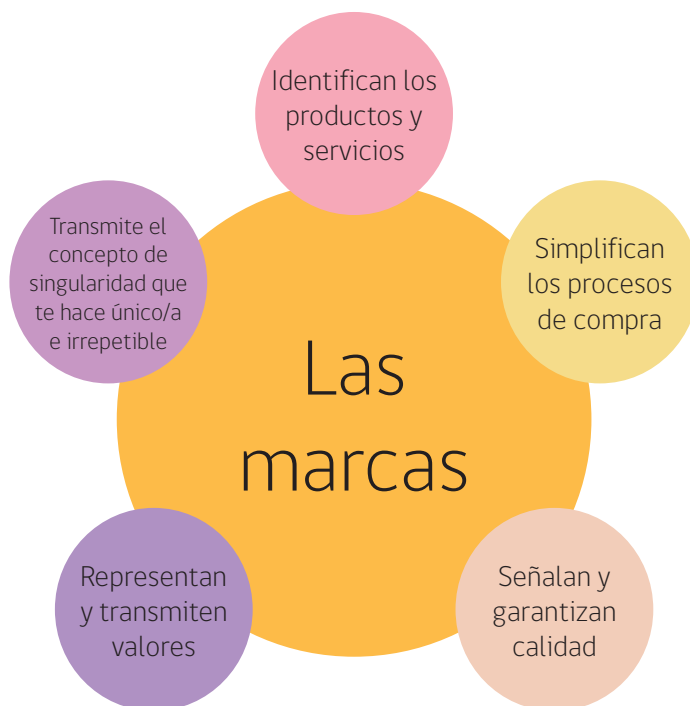 Identifican los
productos y
servicios
Transmite el
concepto de
singularidad que
te hace único/a
e irrepetible
Simplifican
los procesos
de compra
Las
marcas
Representan
y transmiten
valores
Señalan y
garantizan
calidad